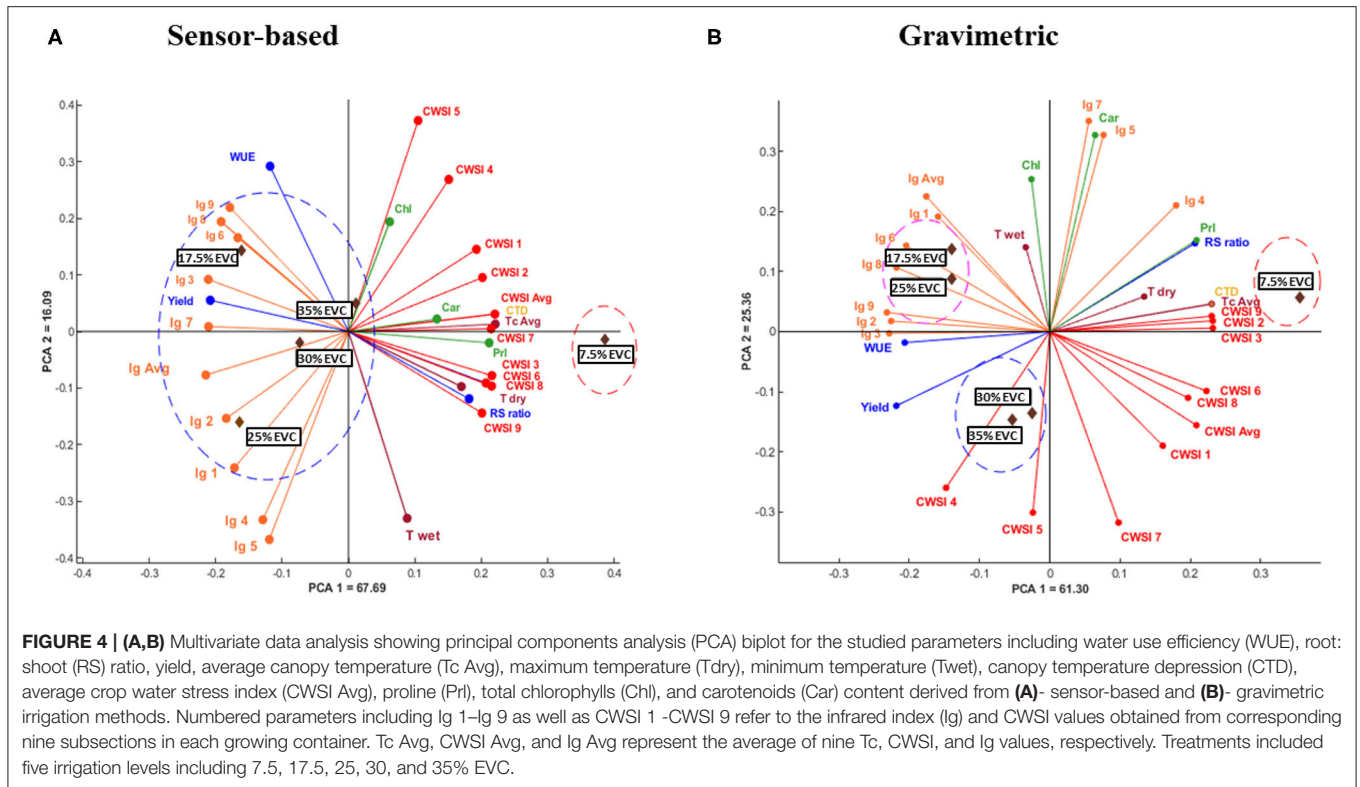 A
Sensor-based
0.4
0.3
0.2
0.1
0
-0.1
-0.2
-0.3
-0.4
-0.4
-0.3
-0.2
-0.1
0
0.1
0.2
0.3
0.4
PCA 2 = 16.09
PCA 1 = 67.69
CWSI 5
WUE
CWSI 4
Ig 9
Ig 8
Ig 6
Chl
17.5% EVC
CWSI 1
CWSI 2
Ig 3
Yield
35% EVC
CWSI Avg
CTD
Car
Tc Avg
Ig 7
CWSI 7
30% EVC
Prl
7.5% EVC
Ig Avg
CWSI 3
CWSI 6
CWSI 8
T dry
RS ratio
CWSI 9
Ig 2
25% EVC
Ig 1
Ig 4
Ig 5
T wet
B
Gravimetric
0.3
0.2
0.1
0
-0.1
-0.2
-0.3
-0.3
-0.2
-0.1
0
0.1
0.2
0.3
PCA 2 = 25.36
PCA 1 = 61.30
Ig 7
Car
Ig 5
Chl
Ig Avg
Ig 1
Ig 4
Prl
RS ratio
T wet
Ig 6
17.5% EVC
Ig 8
25% EVC
7.5% EVC
T dry
CTD
Tc Avg
CWSI 9
CWSI 2
CWSI 3
Ig 9
Ig 2
Ig 3
WUE
Yield
30% EVC
35% EVC
CWSI 6
CWSI 8
CWSI Avg
CWSI 1
CWSI 4
CWSI 5
CWSI 7
FIGURE 4 | (A,B) Multivariate data analysis showing principal components analysis (PCA) biplot for the studied parameters including water use efficiency (WUE), root:
shoot (RS) ratio, yield, average canopy temperature (Tc Avg), maximum temperature (Tdry), minimum temperature (Twet), canopy temperature depression (CTD),
average crop water stress index (CWSI Avg), proline (Prl), total chlorophylls (Chl), and carotenoids (Car) content derived from (A)- sensor-based and (B)- gravimetric
irrigation methods. Numbered parameters including Ig 1–Ig 9 as well as CWSI 1 -CWSI 9 refer to the infrared index (Ig) and CWSI values obtained from corresponding
nine subsections in each growing container. Tc Avg, CWSI Avg, and Ig Avg represent the average of nine Tc, CWSI, and Ig values, respectively. Treatments included
five irrigation levels including 7.5, 17.5, 25, 30, and 35% EVC.